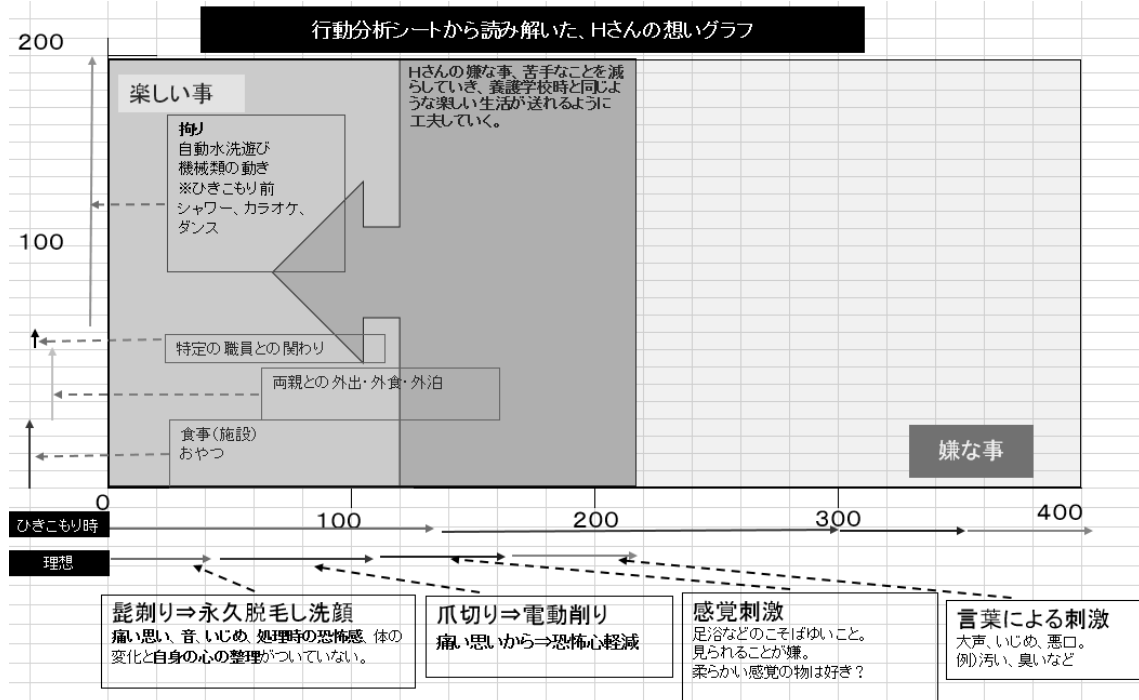 行動分析シートから読み解いた、Hさんの想いグラフ
200
楽しい事
Hさんの嫌な事、苦手なことを減
らしていき、養護学校時と同じよ
うな楽しい生活が送れるように
工夫していく。
拘り
自動水洗遊び
機械類の動き
※ひきこもり前
シャワー、カラオケ、
ダンス
100
特定の職員との関わり
両親との外出・外食・外泊
食事(施設)
おやつ
嫌な事
0
100
200
300
400
ひきこもり時
理想
髭剃り⇒永久脱毛し洗顔
痛い思い、音、いじめ、処理時の恐怖感、体の
変化と自身の心の整理がついていない。
爪切り⇒電動削り
痛い思いから⇒恐怖心軽減
感覚刺激
足浴などのこそばゆいこと。
見られることが嫌。
柔らかい感覚の物は好き?
言葉による刺激
大声、いじめ、悪口。
例)汚い、臭いなど